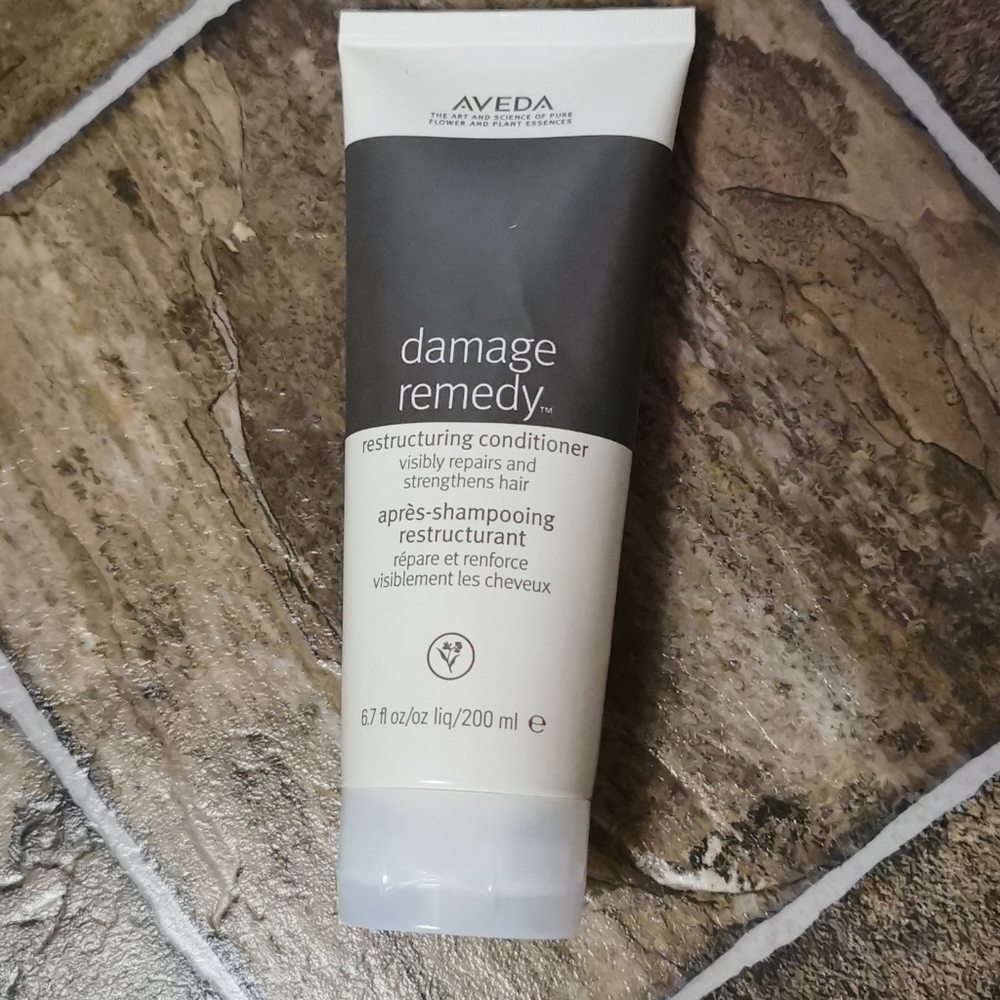 AVEDA
THE ART AND SCIENCE OF PURE
FLOWER AND PLANT ESSENCES
damage
remedy™
restructuring conditioner
visibly repairs and
strengthens hair
après-shampooing
restructurant
répare et renforce
visiblement les cheveux
6.7 fl oz/oz liq/200 ml ℮